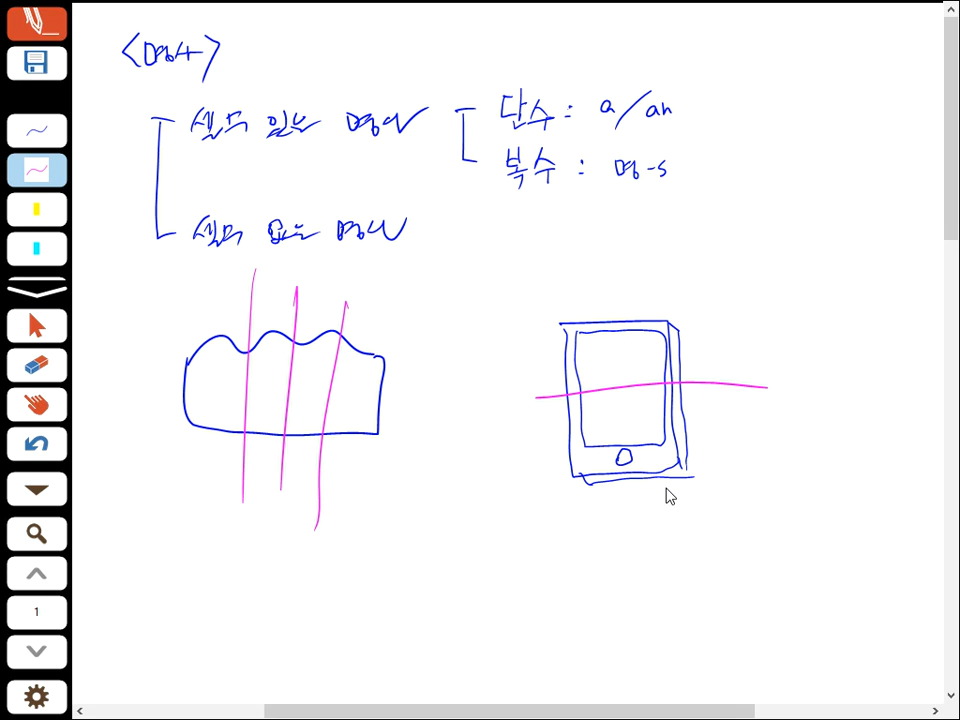 <명사>
셀 수 있는 명사
단수 : a/an
복수 : 명-s
셀 수 없는 명사
1